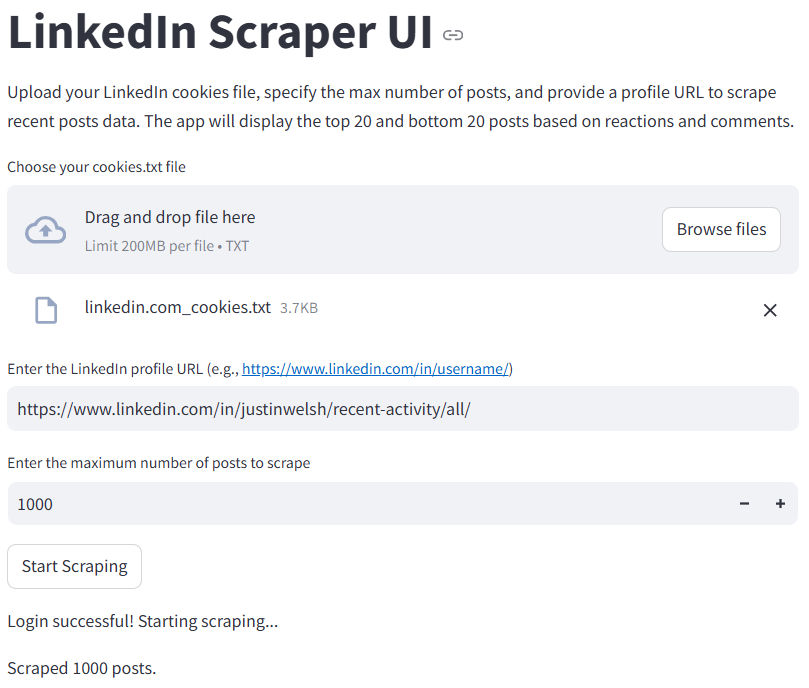 LinkedIn Scraper UI
Upload your LinkedIn cookies file, specify the max number of posts, and provide a profile URL to scrape
recent posts data. The app will display the top 20 and bottom 20 posts based on reactions and comments.
Choose your cookies.txt file
Drag and drop file here
Limit 200MB per file • TXT
Browse files
linkedin.com_cookies.txt 3.7KB
Enter the LinkedIn profile URL (e.g., https://www.linkedin.com/in/username/)
https://www.linkedin.com/in/justinwelsh/recent-activity/all/
Enter the maximum number of posts to scrape
1000
Start Scraping
Login successful! Starting scraping...
Scraped 1000 posts.